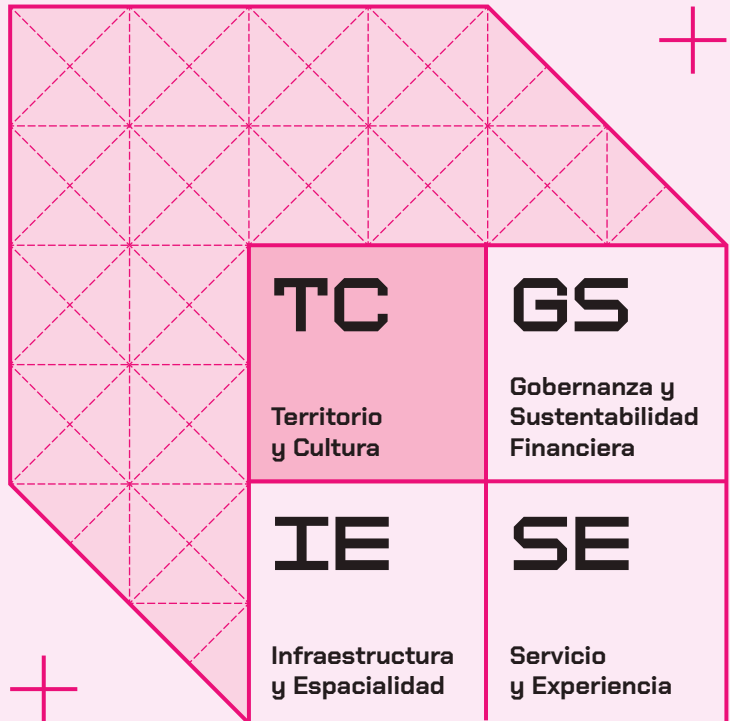 TC
Territorio
y Cultura
GS
Gobernanza y
Sustentabilidad
Financiera
IE
Infraestructura
y Espacialidad
SE
Servicio
y Experiencia